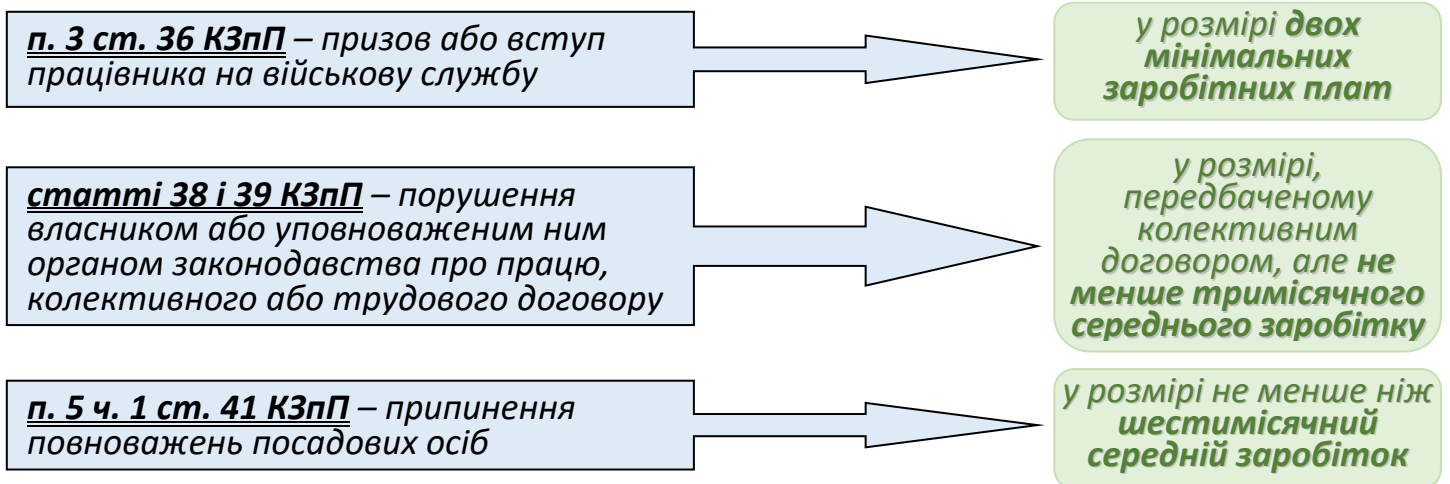 п. 3 ст. 36 КЗпП – призов або вступ
працівника на військову службу
у розмірі двох
мінімальних
заробітних плат
статті 38 і 39 КЗпП – порушення
власником або уповноваженим ним
органом законодавства про працю,
колективного або трудового договору
у розмірі,
передбаченому
колективним
договором, але не
менше тримісячного
середнього заробітку
п. 5 ч. 1 ст. 41 КЗпП – припинення
повноважень посадових осіб
у розмірі не менше ніж
шестимісячний
середній заробіток